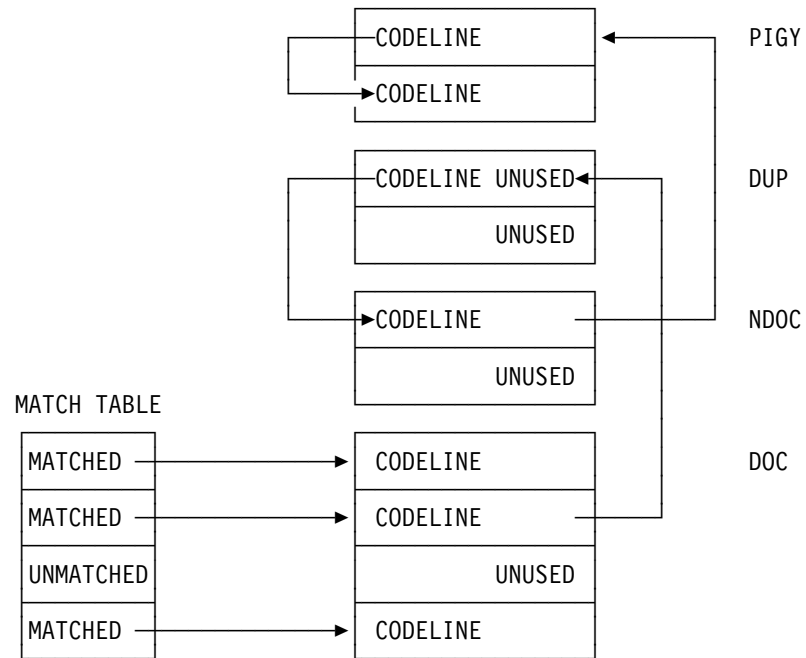 CODELINE PIGY
CODELINE
CODELINE UNUSED DUP
UNUSED
CODELINE NDOC
UNUSED
MATCH TABLE
MATCHED CODELINE DOC
MATCHED CODELINE
UNMATCHED UNUSED
MATCHED CODELINE